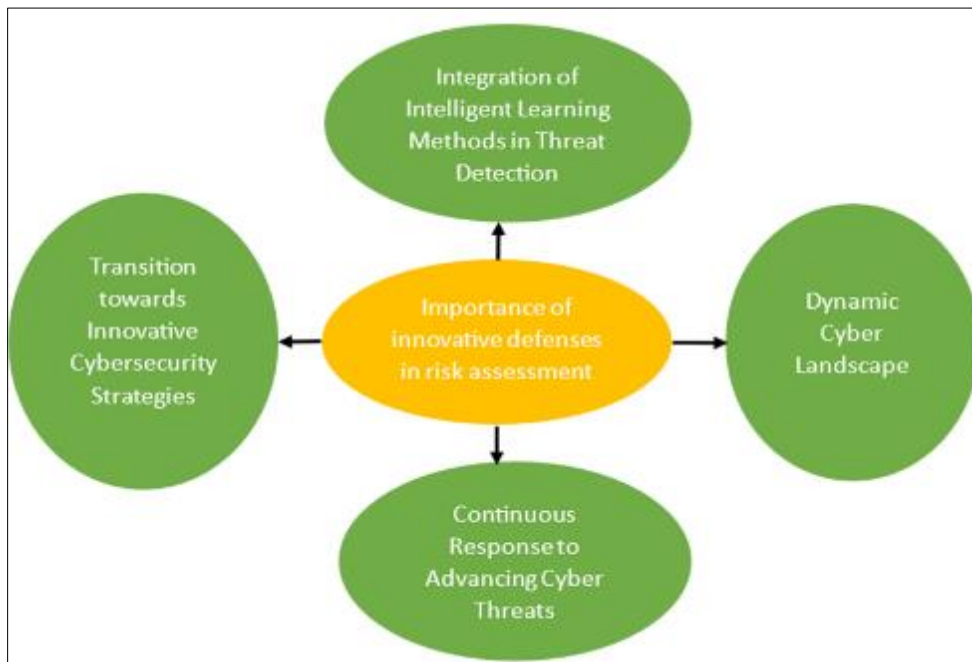 Integration of
Intelligent Learning
Methods in Threat
Detection
Transition
towards
Innovative
Cybersecurity
Strategies
Importance of
innovative defenses
in risk assessment
Dynamic
Cyber
Landscape
Continuous
Response to
Advancing Cyber
Threats